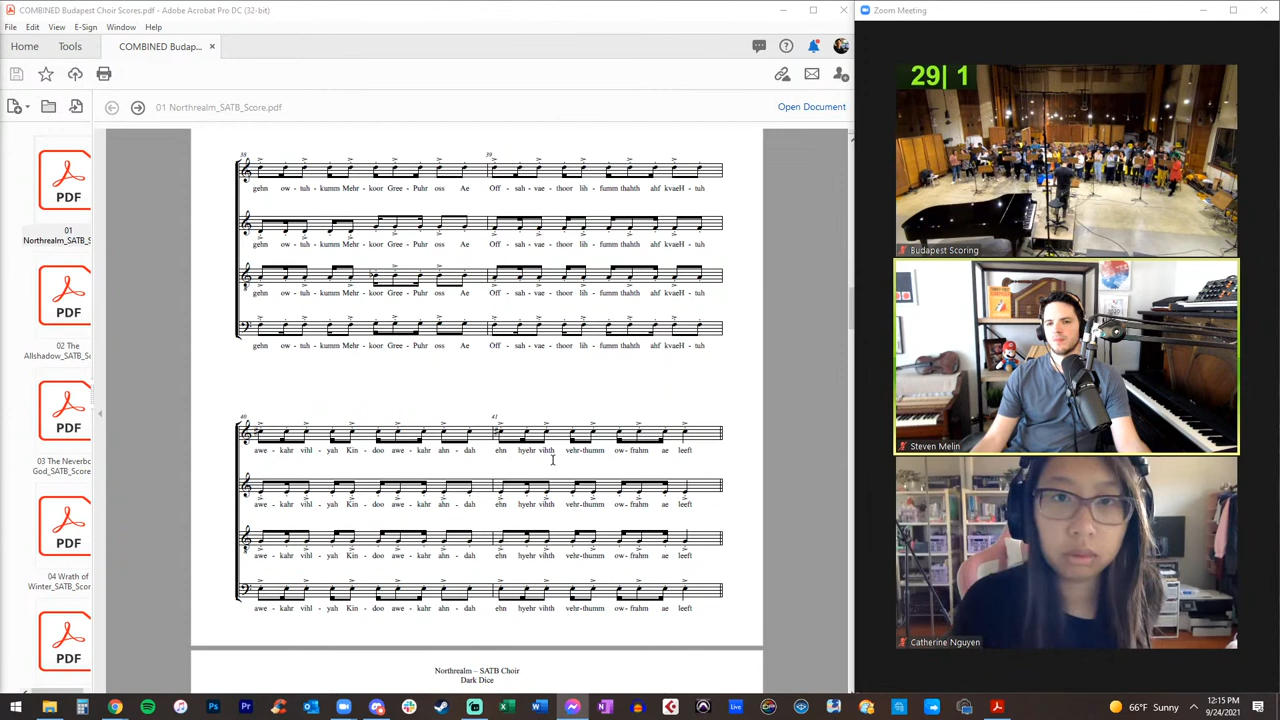 COMBINED Budapest Choir Scores.pdf - Adobe Acrobat Pro DC (32-bit)
File Edit View E-Sign Window Help
Home Tools COMBINED Budap... ×
01 Northrealm_SATB_Score.pdf Open Document
PDF
01
Northrealm_SATB_S
PDF
02 The
Allshadow_SATB_Sc
PDF
03 The Neverbc
God_SATB_Score
PDF
04 Wrath of
Winter_SATB_Scor
PDF
38 39
gehn ow - tuh - kumm Mehr - koor Gree - Puhr oss Ae Off - sah - vae - thoor lih - fumm thahth ahf kvaeH - tuh
gehn ow - tuh - kumm Mehr - koor Gree - Puhr oss Ae Off - sah - vae - thoor lih - fumm thahth ahf kvaeH - tuh
gehn ow - tuh - kumm Mehr - koor Gree - Puhr oss Ae Off - sah - vae - thoor lih - fumm thahth ahf kvaeH - tuh
gehn ow - tuh - kumm Mehr - koor Gree - Puhr oss Ae Off - sah - vae - thoor lih - fumm thahth ahf kvaeH - tuh
40 41
awe - kahr vihl - yah Kin - doo awe - kahr ahn - dah ehn hyehr vihth vehr-thumm ow - frahm ae leeft
awe - kahr vihl - yah Kin - doo awe - kahr ahn - dah ehn hyehr vihth vehr-thumm ow - frahm ae leeft
awe - kahr vihl - yah Kin - doo awe - kahr ahn - dah ehn hyehr vihth vehr-thumm ow - frahm ae leeft
awe - kahr vihl - yah Kin - doo awe - kahr ahn - dah ehn hyehr vihth vehr-thumm ow - frahm ae leeft
Northrealm – SATB Choir
Dark Dice
Zoom Meeting
29| 1
Budapest Scoring
Steven Melin
Catherine Nguyen
66°F Sunny
12:15 PM
9/24/2021